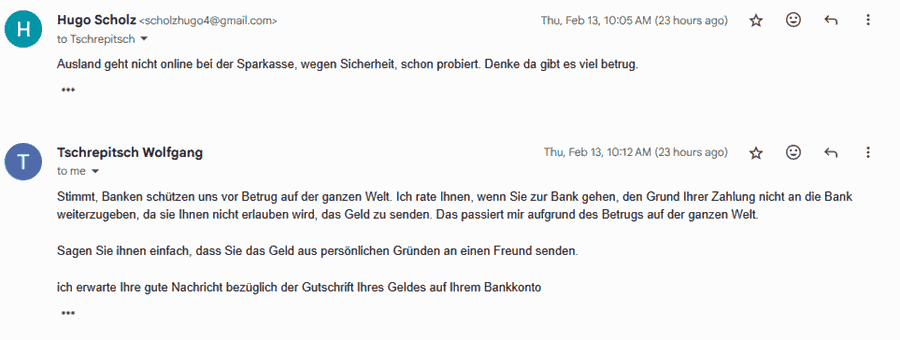 H
Hugo Scholz <scholzhugo4@gmail.com>
Thu, Feb 13, 10:05 AM (23 hours ago)
to Tschrepitsch
Ausland geht nicht online bei der Sparkasse, wegen Sicherheit, schon probiert. Denke da gibt es viel betrug.
T
Tschrepitsch Wolfgang
Thu, Feb 13, 10:12 AM (23 hours ago)
to me
Stimmt, Banken schützen uns vor Betrug auf der ganzen Welt. Ich rate Ihnen, wenn Sie zur Bank gehen, den Grund Ihrer Zahlung nicht an die Bank
weiterzugeben, da sie Ihnen nicht erlauben wird, das Geld zu senden. Das passiert mir aufgrund des Betrugs auf der ganzen Welt.
Sagen Sie ihnen einfach, dass Sie das Geld aus persönlichen Gründen an einen Freund senden.
ich erwarte Ihre gute Nachricht bezüglich der Gutschrift Ihres Geldes auf Ihrem Bankkonto